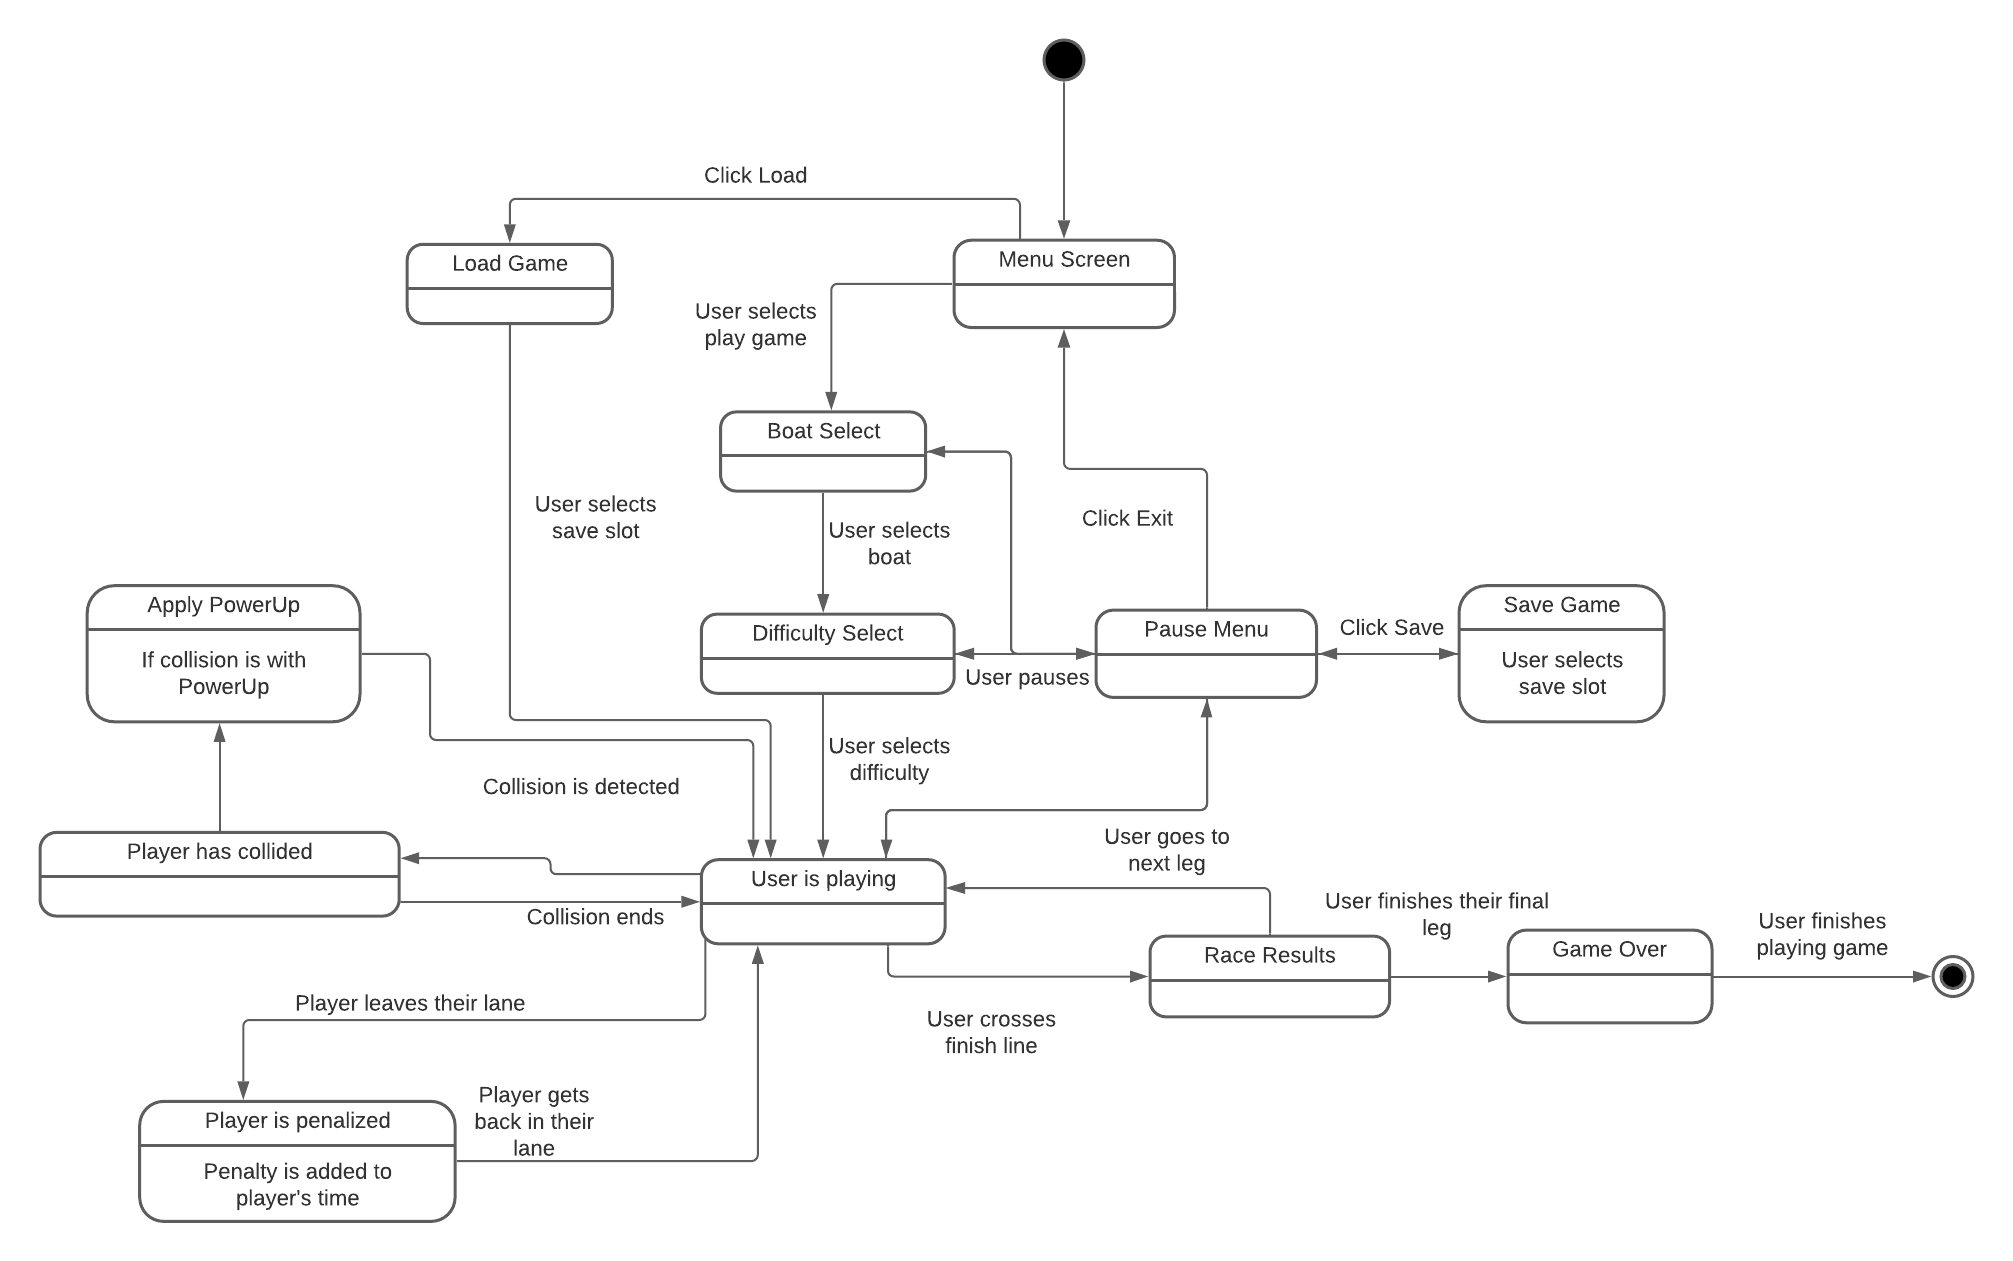 Click Load
Load Game
Menu Screen
User selects
play game
Boat Select
User selects
save slot
User selects
boat
Click Exit
Apply PowerUp
If collision is with
PowerUp
Difficulty Select
Pause Menu
Click Save
Save Game
User selects
save slot
User pauses
User selects
difficulty
Collision is detected
User goes to
next leg
Player has collided
User is playing
Collision ends
User finishes their final
leg
User finishes
playing game
Race Results
Game Over
Player leaves their lane
User crosses
finish line
Player gets
back in their
lane
Player is penalized
Penalty is added to
player's time